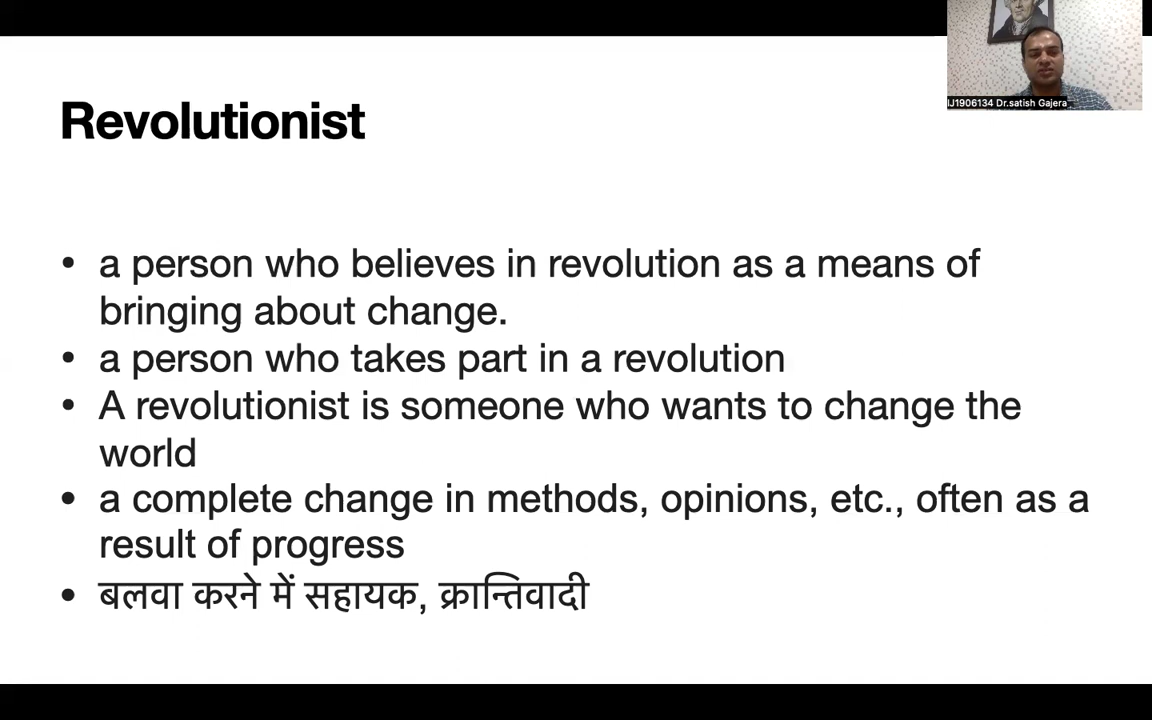 IJ1906134 Dr.satish Gajera
Revolutionist
• a person who believes in revolution as a means of
bringing about change.
• a person who takes part in a revolution
• A revolutionist is someone who wants to change the
world
• a complete change in methods, opinions, etc., often as a
result of progress
• बलवा करने में सहायक, क्रान्तिवादी